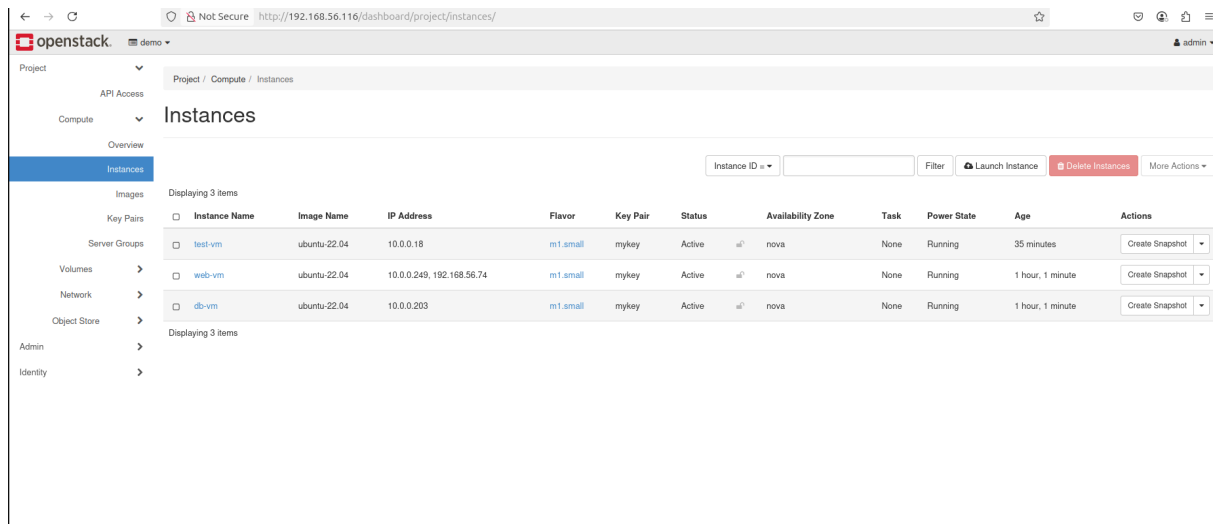 Not Secure http://192.168.56.116/dashboard/project/instances/
openstack. demo admin
Project
API Access
Compute
Overview
Instances
Images
Key Pairs
Server Groups
Volumes
Network
Object Store
Admin
Identity
Project / Compute / Instances
Instances
Instance ID = Filter Launch Instance Delete Instances More Actions
Displaying 3 items
Instance Name Image Name IP Address Flavor Key Pair Status Availability Zone Task Power State Age Actions
test-vm ubuntu-22.04 10.0.0.18 m1.small mykey Active nova None Running 35 minutes Create Snapshot
web-vm ubuntu-22.04 10.0.0.249, 192.168.56.74 m1.small mykey Active nova None Running 1 hour, 1 minute Create Snapshot
db-vm ubuntu-22.04 10.0.0.203 m1.small mykey Active nova None Running 1 hour, 1 minute Create Snapshot
Displaying 3 items